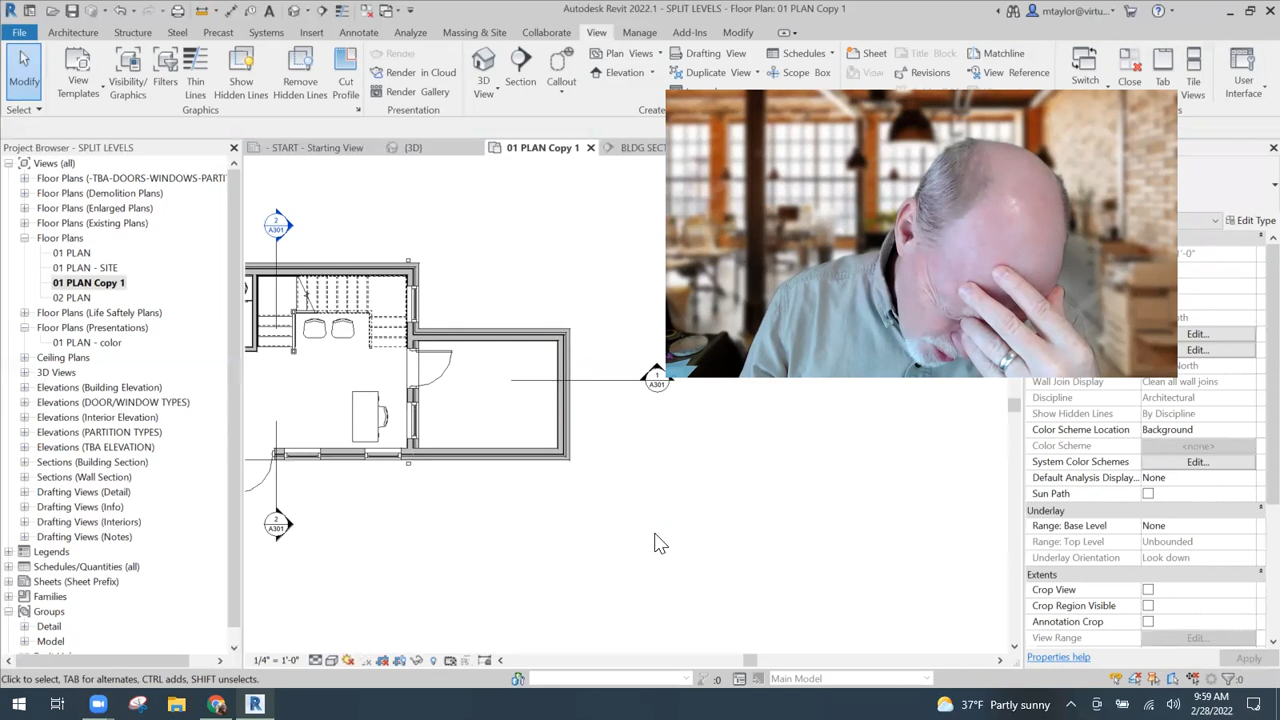 Autodesk Revit 2022.1 - SPLIT LEVELS - Floor Plan: 01 PLAN Copy 1
mtaylor@virtu...
File Architecture Structure Steel Precast Systems Insert Annotate Analyze Massing & Site Collaborate View Manage Add-Ins Modify
Modify
View Templates
Visibility/ Graphics
Filters
Thin Lines
Show Hidden Lines
Remove Hidden Lines
Cut Profile
Render
Render in Cloud
Render Gallery
3D View
Section
Callout
Plan Views
Elevation
Drafting View
Duplicate View
Schedules
Scope Box
Sheet
View
Title Block
Revisions
Matchline
View Reference
Switch
Close
Tab
Tile Views
User Interface
Select
Graphics
Presentation
Create
Project Browser - SPLIT LEVELS
- START - Starting View
{3D}
01 PLAN Copy 1
BLDG SECT
Views (all)
Floor Plans (-TBA-DOORS-WINDOWS-PARTI
Floor Plans (Demolition Plans)
Floor Plans (Enlarged Plans)
Floor Plans (Existing Plans)
Floor Plans
01 PLAN
01 PLAN - SITE
01 PLAN Copy 1
02 PLAN
Floor Plans (Life Saftely Plans)
Floor Plans (Presentations)
01 PLAN - color
Ceiling Plans
3D Views
Elevations (Building Elevation)
Elevations (DOOR/WINDOW TYPES)
Elevations (Interior Elevation)
Elevations (PARTITION TYPES)
Elevations (TBA ELEVATION)
Sections (Building Section)
Sections (Wall Section)
Drafting Views (Detail)
Drafting Views (Info)
Drafting Views (Interiors)
Drafting Views (Notes)
Legends
Schedules/Quantities (all)
Sheets (Sheet Prefix)
Families
Groups
Detail
Model
2
A301
1
A301
2
A301
Edit Type
Edit...
Edit...
Wall Join Display Clean all wall joins
Discipline Architectural
Show Hidden Lines By Discipline
Color Scheme Location Background
Color Scheme <none>
System Color Schemes Edit...
Default Analysis Display... None
Sun Path
Underlay
Range: Base Level None
Range: Top Level Unbounded
Underlay Orientation Look down
Extents
Crop View
Crop Region Visible
Annotation Crop
View Range Edit...
Properties help
Apply
1/4" = 1'-0"
Click to select, TAB for alternates, CTRL adds, SHIFT unselects.
:0
Main Model
:0
37°F Partly sunny
9:59 AM
2/28/2022